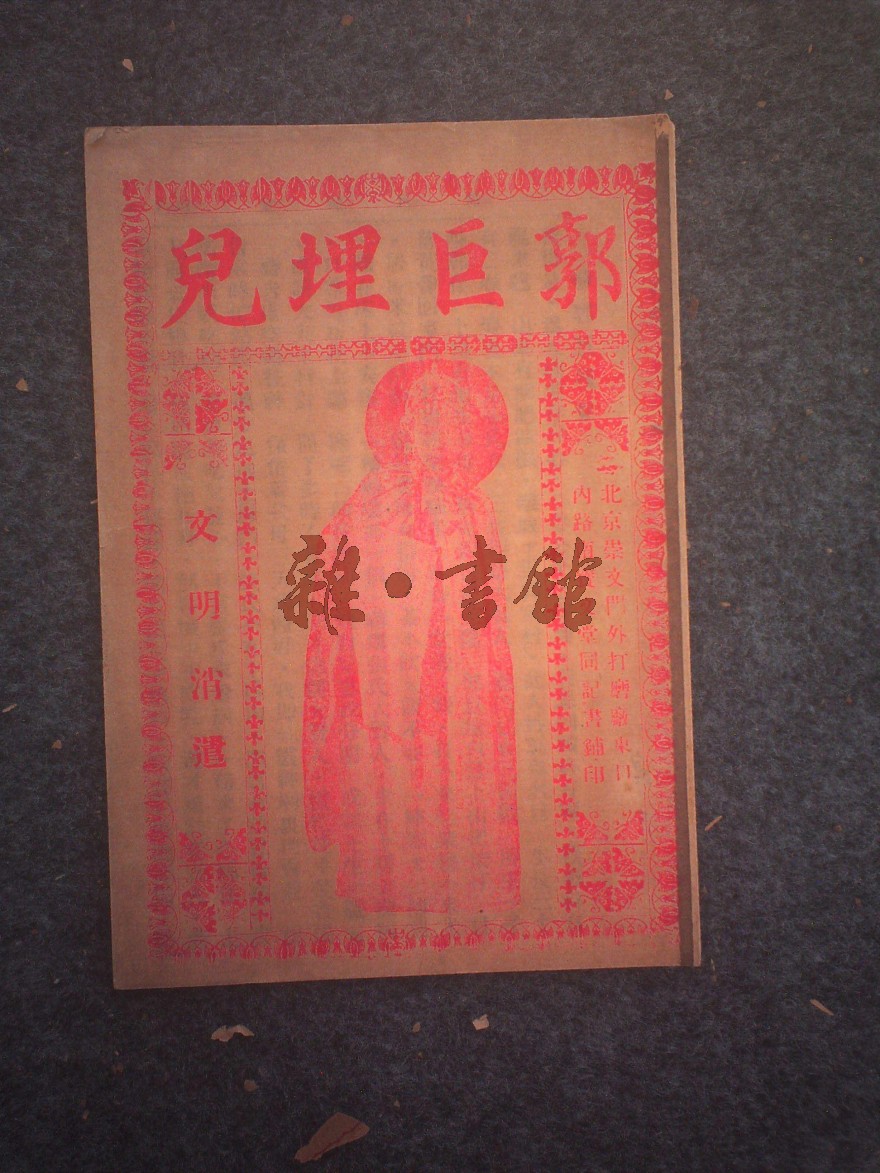 郭巨埋兒
北京崇文門外打磨廠東口
內路堂同記書鋪印
文明消遣
雜·書館